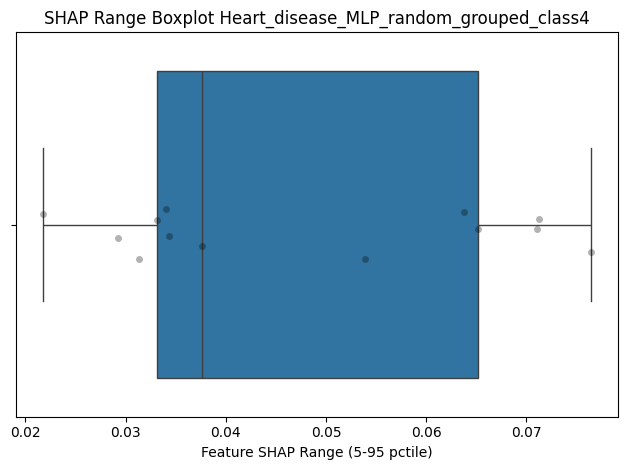 SHAP Range Boxplot Heart_disease_MLP_random_grouped_class4
0.02 0.03 0.04 0.05 0.06 0.07
Feature SHAP Range (5-95 pctile)